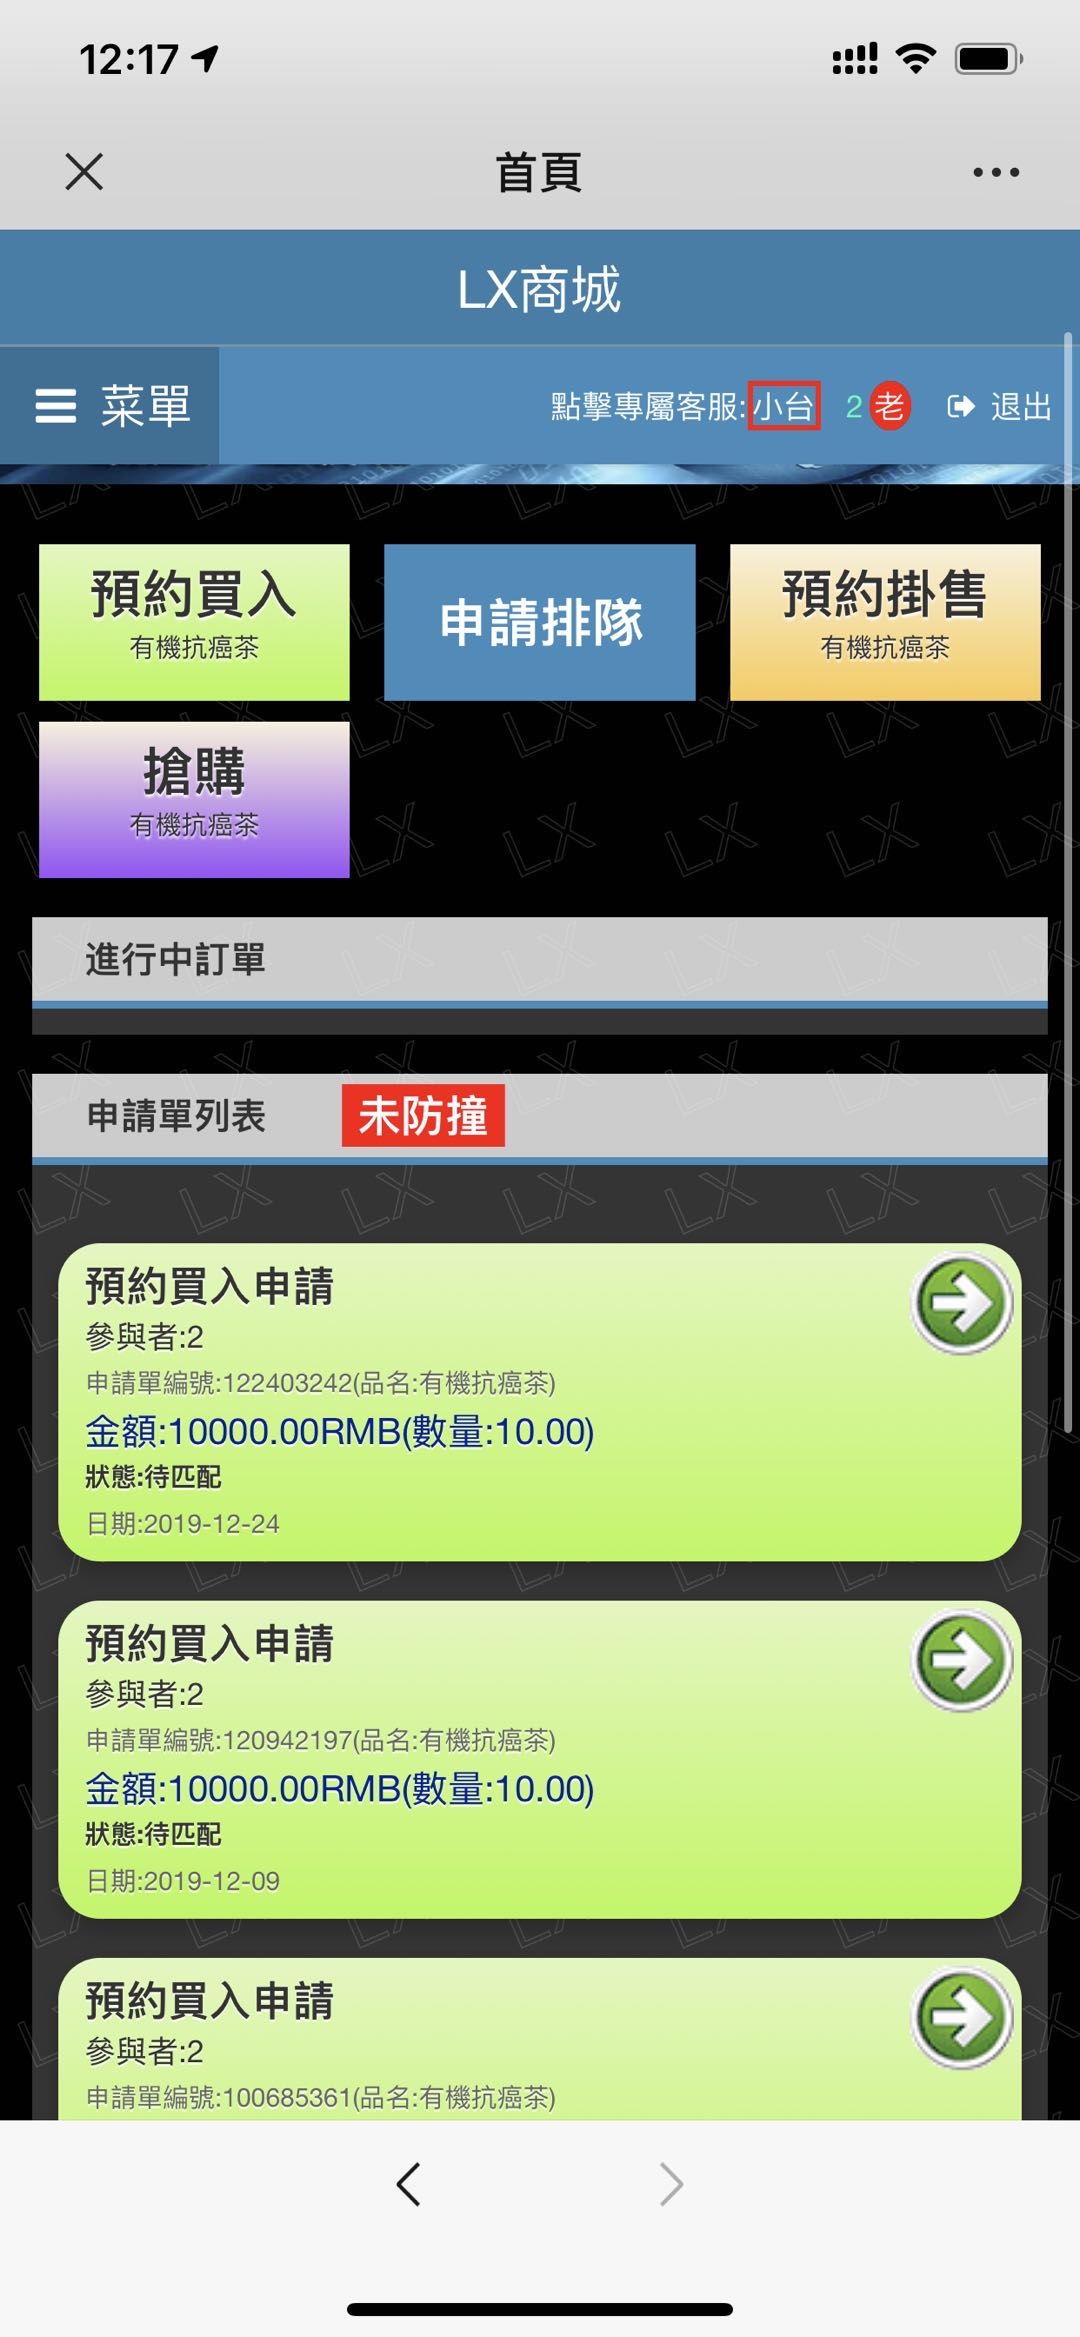 12:17
首頁
LX商城
菜單
點擊專屬客服:小台 2 老 退出
預約買入
有機抗癌茶
申請排隊
預約掛售
有機抗癌茶
搶購
有機抗癌茶
進行中訂單
申請單列表 未防撞
預約買入申請
參與者:2
申請單編號:122403242(品名:有機抗癌茶)
金額:10000.00RMB(數量:10.00)
狀態:待匹配
日期:2019-12-24
預約買入申請
參與者:2
申請單編號:120942197(品名:有機抗癌茶)
金額:10000.00RMB(數量:10.00)
狀態:待匹配
日期:2019-12-09
預約買入申請
參與者:2
申請單編號:100685361(品名:有機抗癌茶)